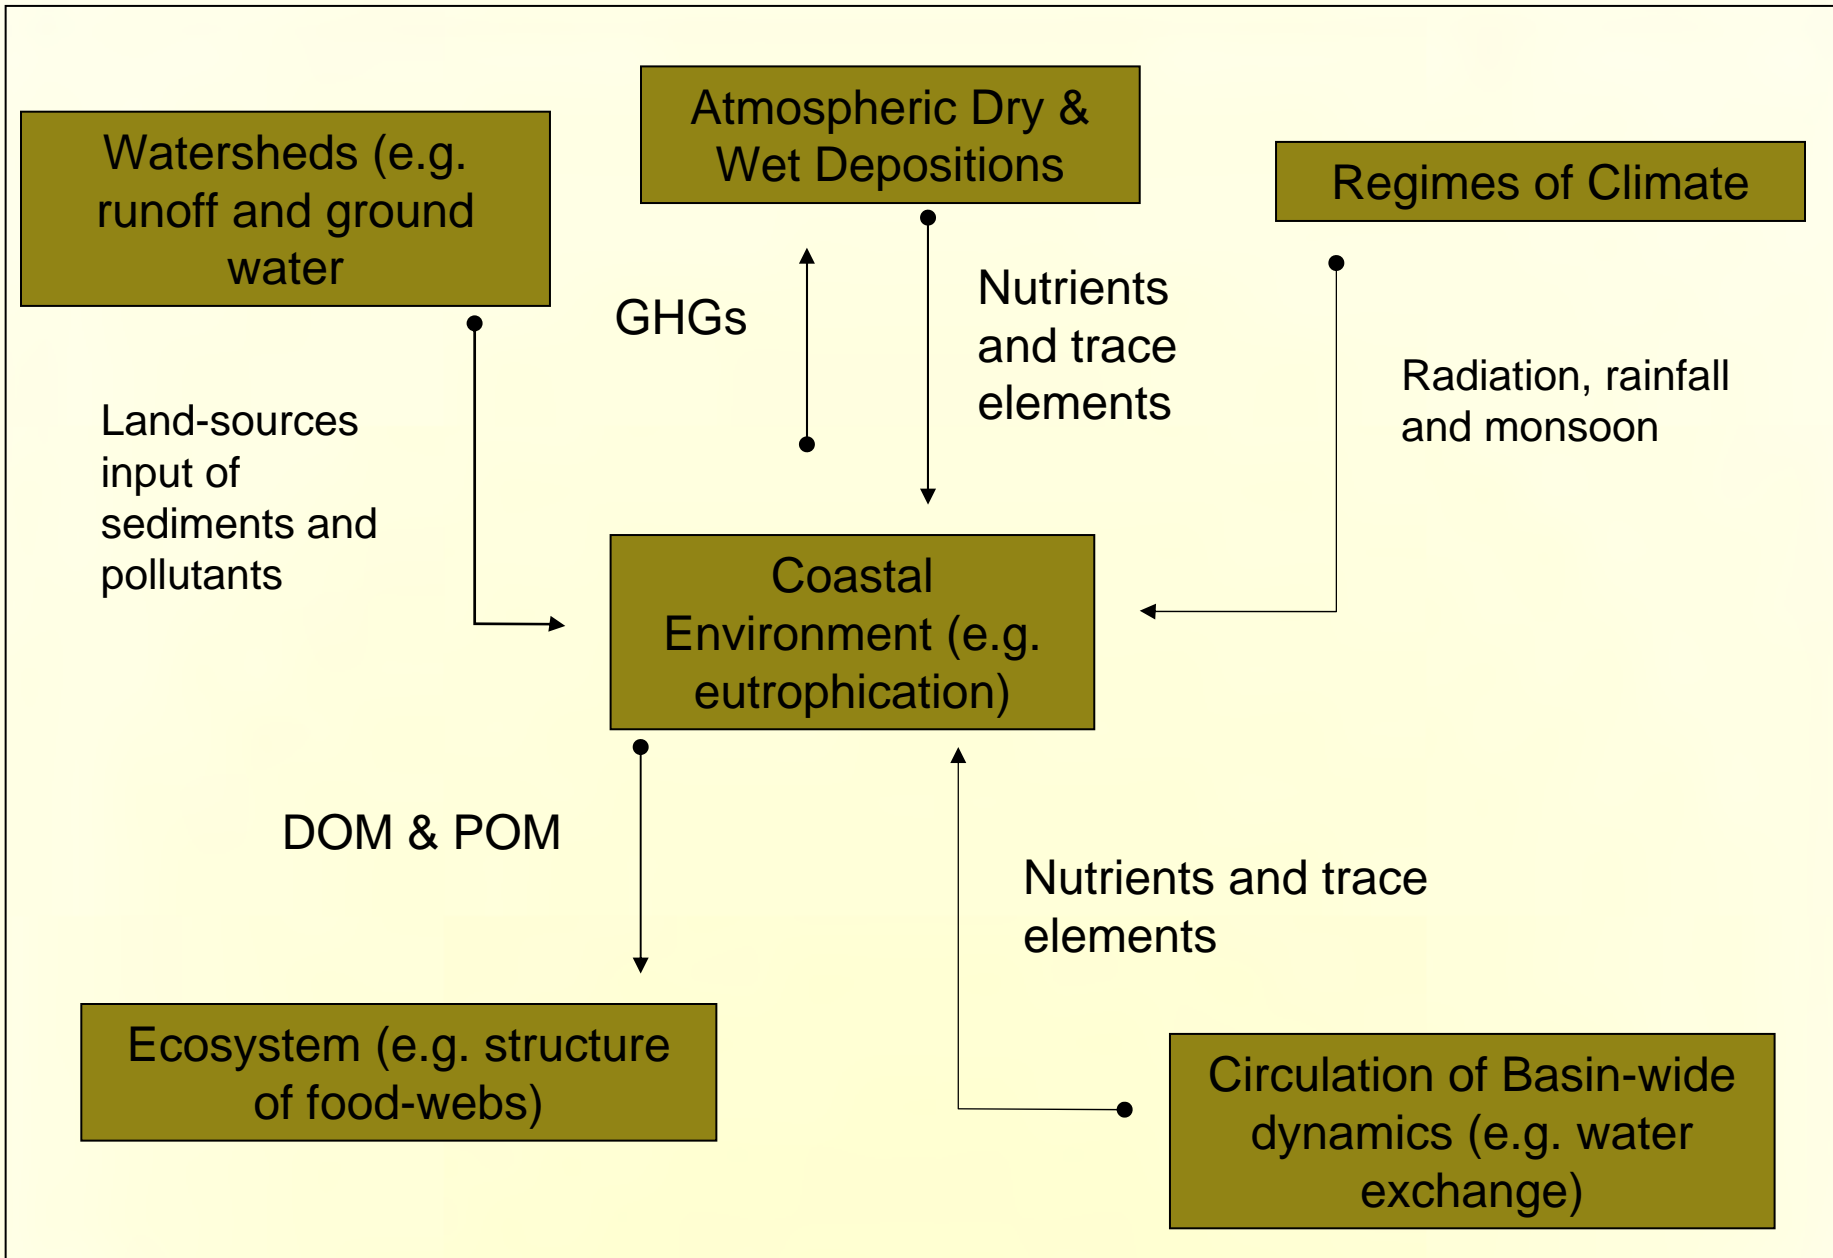 Atmospheric Dry &
Wet Depositions
Watersheds (e.g.
runoff and ground
water
Regimes of Climate
GHGs
Nutrients
and trace
elements
Radiation, rainfall
and monsoon
Land-sources
input of
sediments and
pollutants
Coastal
Environment (e.g.
eutrophication)
DOM & POM
Nutrients and trace
elements
Ecosystem (e.g. structure
of food-webs)
Circulation of Basin-wide
dynamics (e.g. water
exchange)